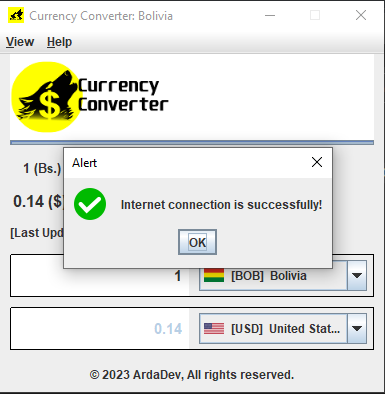 Currency Converter: Bolivia
View Help
$
Currency
Converter
1 (Bs.)
0.14 ($)
[Last Upd
Alert
Internet connection is successfully!
OK
1 [BOB] Bolivia
0.14 [USD] United Stat...
© 2023 ArdaDev, All rights reserved.